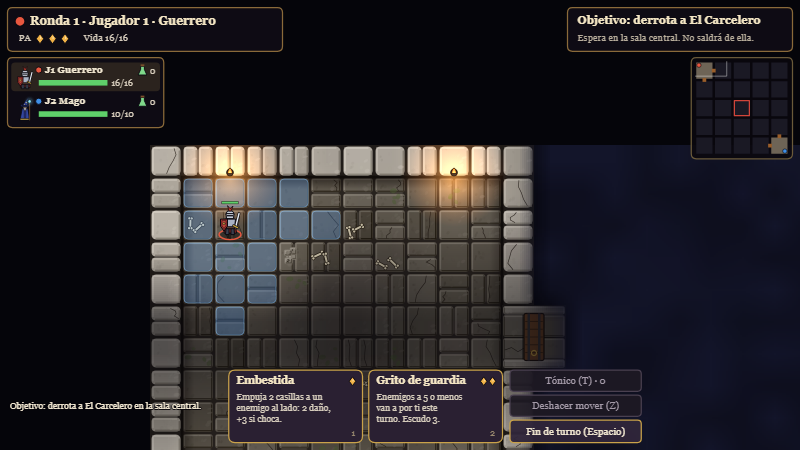 Ronda 1 · Jugador 1 · Guerrero
PA Vida 16/16
Objetivo: derrota a El Carcelero
Espera en la sala central. No saldrá de ella.
J1 Guerrero 0
16/16
J2 Mago 0
10/10
Embestida
Empuja 2 casillas a un
enemigo al lado: 2 daño,
+3 si choca.
1
Grito de guardia
Enemigos a 5 o menos
van a por ti este
turno. Escudo 3.
2
Tónico (T) · 0
Deshacer mover (Z)
Fin de turno (Espacio)
Objetivo: derrota a El Carcelero en la sala central.